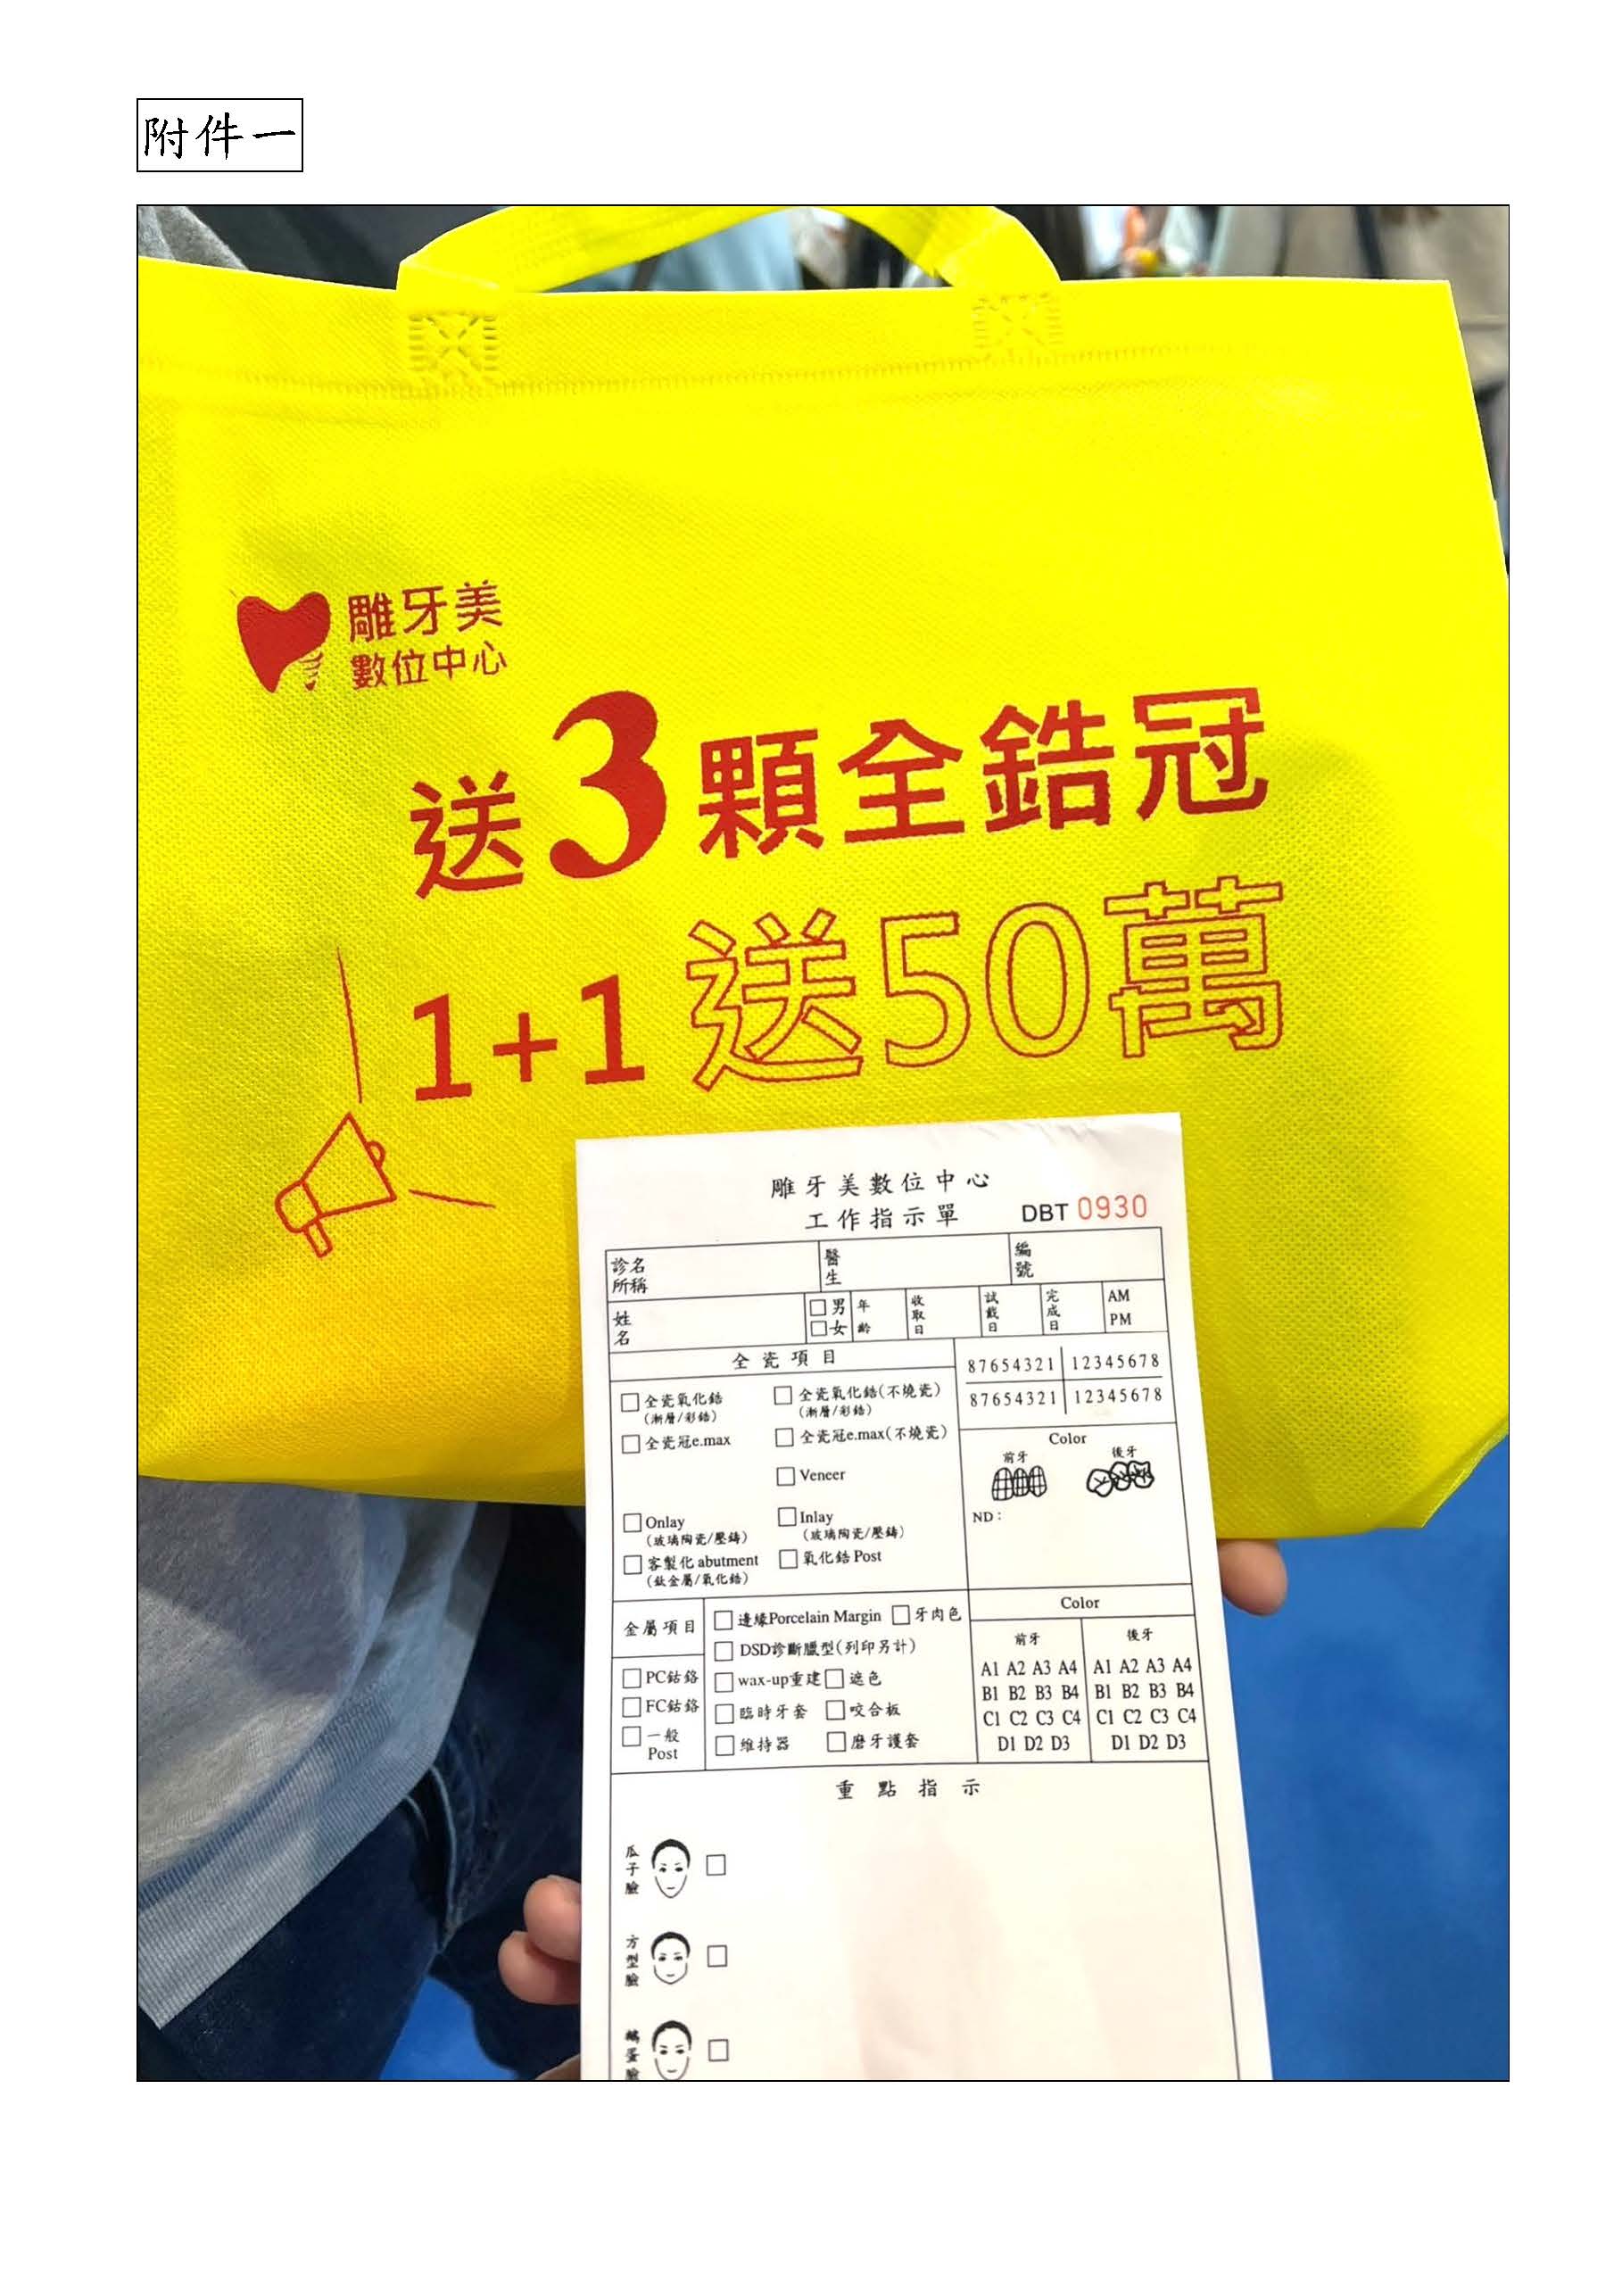 附件一
雕牙美
數位中心
送3顆全鋯冠
1+1送50萬
雕牙美數位中心
工作指示單 DBT 0930
診所名稱 醫生 編號
姓名 □男 □女 年齡 收取日 試戴日 完成日 AM PM
全瓷項目
87654321 12345678
87654321 12345678
□全瓷氧化鋯 □全瓷氧化鋯(不燒瓷)
(漸層/彩鋯) (漸層/彩鋯)
□全瓷冠e.max □全瓷冠e.max(不燒瓷)
□Veneer
□Onlay □Inlay
(玻璃陶瓷/壓鑄) (玻璃陶瓷/壓鑄)
□客製化abutment □氧化鋯Post
(鈦金屬/氧化鋯)
Color
前牙 後牙
ND：
金屬項目
□PC鈷鉻
□FC鈷鉻
□一般
Post
□邊緣Porcelain Margin □牙肉色
□DSD診斷臘型(列印另計)
□wax-up重建 □遮色
□臨時牙套 □咬合板
□維持器 □磨牙護套
Color
前牙 後牙
A1 A2 A3 A4 A1 A2 A3 A4
B1 B2 B3 B4 B1 B2 B3 B4
C1 C2 C3 C4 C1 C2 C3 C4
D1 D2 D3 D1 D2 D3
重點指示
瓜子臉 □
方型臉 □
鵝蛋臉 □